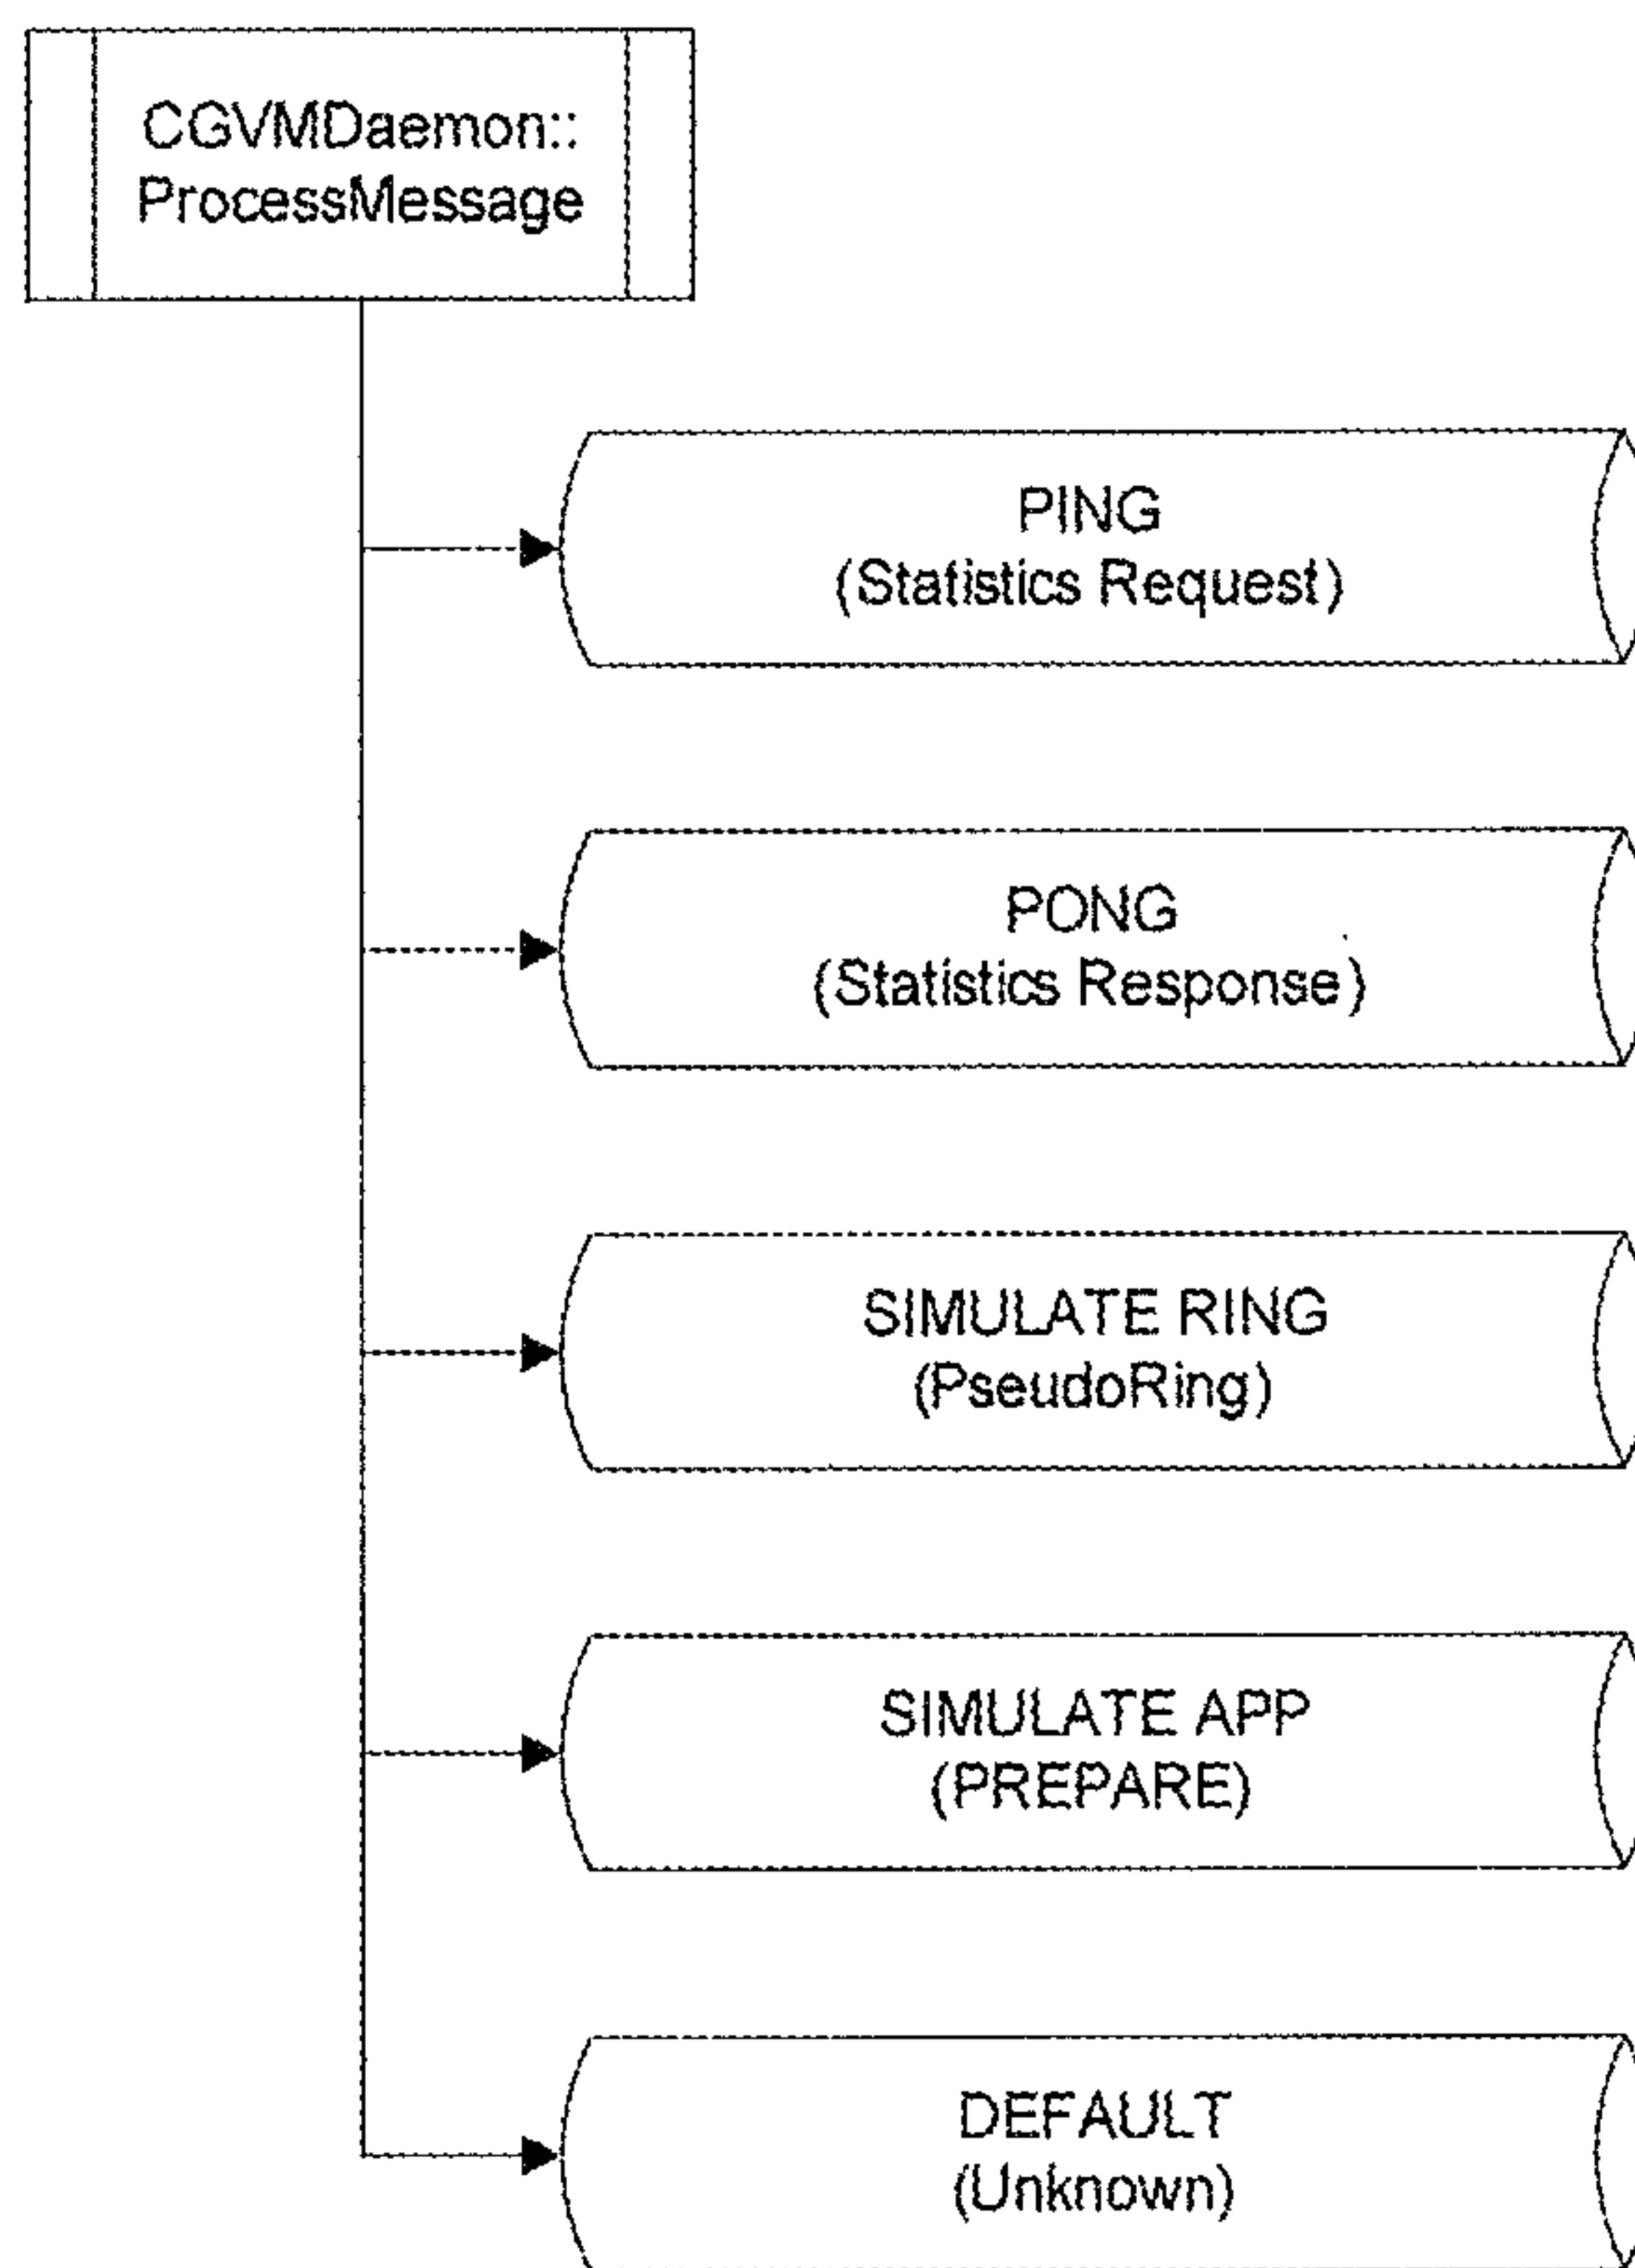 CGVMDaemon::
ProcessMessage
PING
(Statistics Request)
PONG
(Statistics Response)
SIMULATE RING
(PseudoRing)
SIMULATE APP
(PREPARE)
DEFAULT
(Unknown)